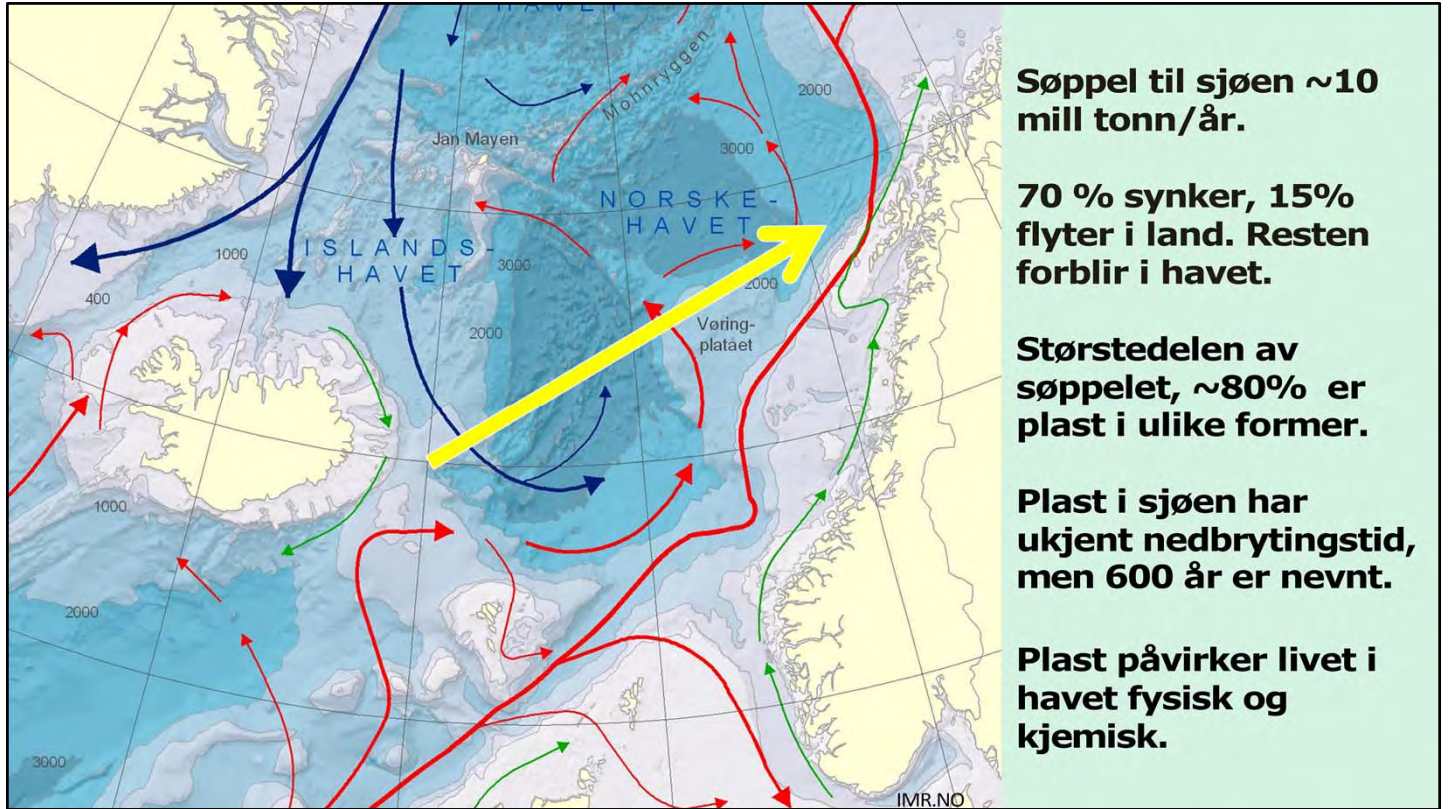 HAVET
Mohnryggen
2000
Jan Mayen
3000
NORSKE-
HAVET
1000
ISLANDS-
HAVET
3000
400
2000
2000
Vøring-
platået
1000
2000
3000
IMR.NO
Søppel til sjøen ~10
mill tonn/år.
70 % synker, 15%
flyter i land. Resten
forblir i havet.
Størstedelen av
søppelet, ~80% er
plast i ulike former.
Plast i sjøen har
ukjent nedbrytingstid,
men 600 år er nevnt.
Plast påvirker livet i
havet fysisk og
kjemisk.